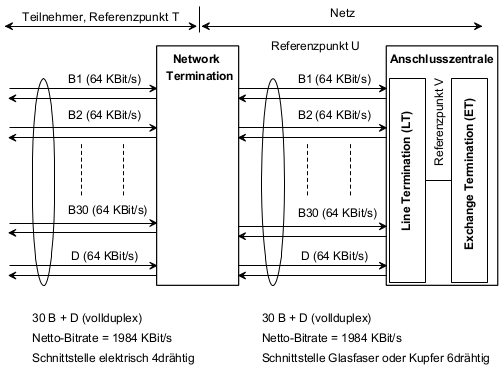 Teilnehmer, Referenzpunkt T
Netz
Referenzpunkt U
Network
Termination
Anschlusszentrale
B1 (64 KBit/s)
B1 (64 KBit/s)
B2 (64 KBit/s)
B2 (64 KBit/s)
B30 (64 KBit/s)
B30 (64 KBit/s)
D (64 KBit/s)
D (64 KBit/s)
Line Termination (LT)
Referenzpunkt V
Exchange Termination (ET)
30 B + D (vollduplex)
Netto-Bitrate = 1984 KBit/s
Schnittstelle elektrisch 4drähtig
30 B + D (vollduplex)
Netto-Bitrate = 1984 KBit/s
Schnittstelle Glasfaser oder Kupfer 6drähtig